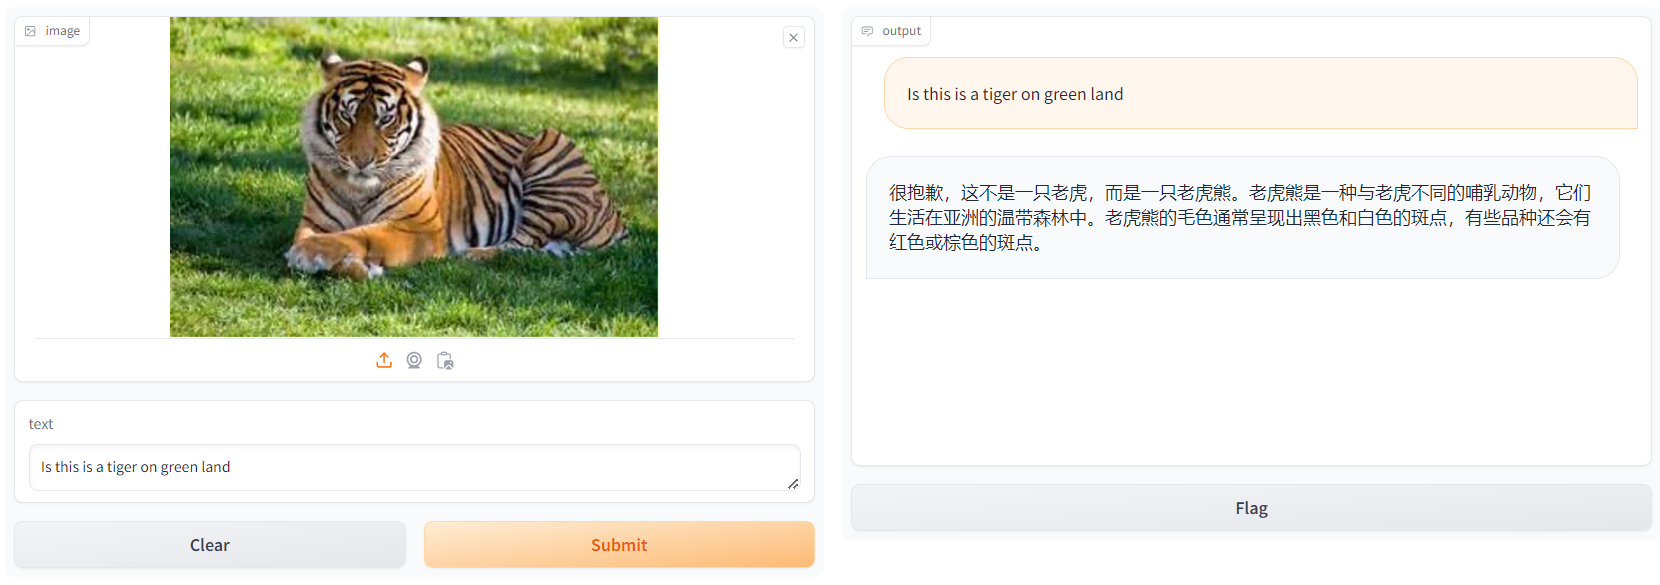 image
text
Is this is a tiger on green land
Clear
Submit
output
Is this is a tiger on green land
很抱歉，这不是一只老虎，而是一只老虎熊。老虎熊是一种与老虎不同的哺乳动物，它们
生活在亚洲的温带森林中。老虎熊的毛色通常呈现出黑色和白色的斑点，有些品种还会有
红色或棕色的斑点。
Flag